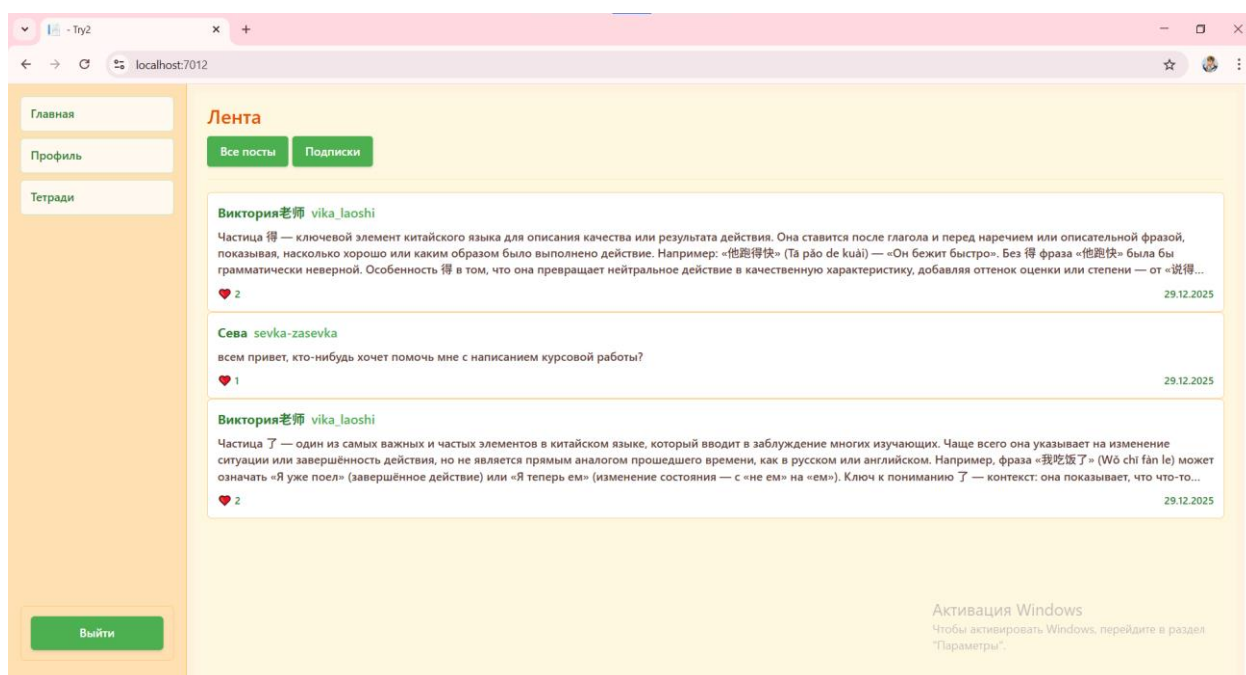 - Try2
localhost:7012
Главная
Профиль
Тетради
Выйти
Лента
Все посты Подписки
Виктория老师 vika_laoshi
Частица 得 — ключевой элемент китайского языка для описания качества или результата действия. Она ставится после глагола и перед наречием или описательной фразой,
показывая, насколько хорошо или каким образом было выполнено действие. Например: «他跑得快» (Tā pǎo de kuài) — «Он бежит быстро». Без 得 фраза «他跑快» была бы
грамматически неверной. Особенность 得 в том, что она превращает нейтральное действие в качественную характеристику, добавляя оттенок оценки или степени — от «说得...
2 29.12.2025
Сева sevka-zasevka
всем привет, кто-нибудь хочет помочь мне с написанием курсовой работы?
1 29.12.2025
Виктория老师 vika_laoshi
Частица 了 — один из самых важных и частых элементов в китайском языке, который вводит в заблуждение многих изучающих. Чаще всего она указывает на изменение
ситуации или завершённость действия, но не является прямым аналогом прошедшего времени, как в русском или английском. Например, фраза «我吃饭了» (Wǒ chī fàn le) может
означать «Я уже поел» (завершённое действие) или «Я теперь ем» (изменение состояния — с «не ем» на «ем»). Ключ к пониманию 了 — контекст: она показывает, что что-то...
2 29.12.2025
Активация Windows
Чтобы активировать Windows, перейдите в раздел
"Параметры".